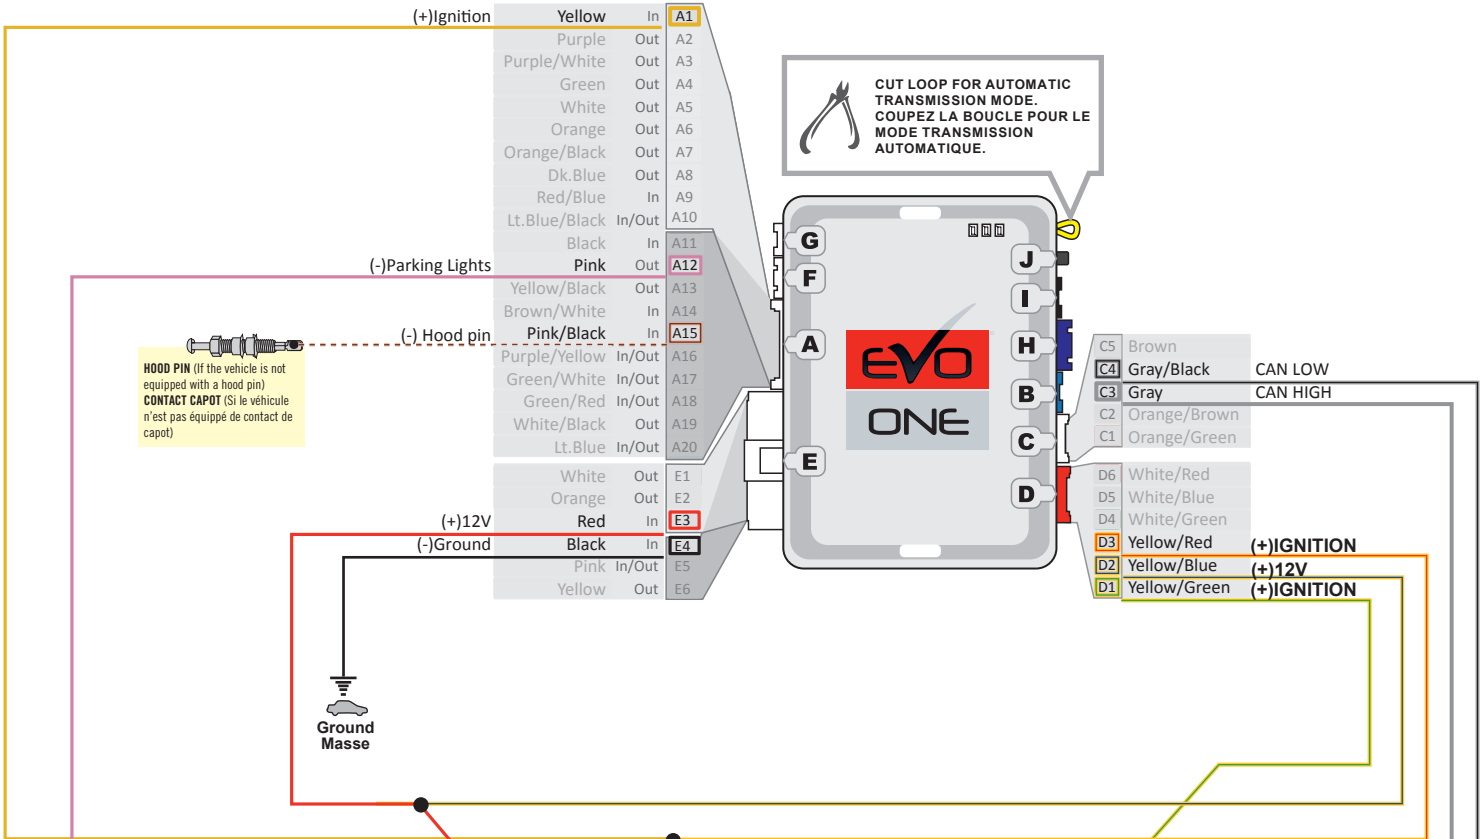 (+)Ignition Yellow In A1
Purple Out A2
Purple/White Out A3
Green Out A4
White Out A5
Orange Out A6
Orange/Black Out A7
Dk.Blue Out A8
Red/Blue In A9
Lt.Blue/Black In/Out A10
Black In A11
(-)Parking Lights Pink Out A12
Yellow/Black Out A13
Brown/White In A14
(-) Hood pin Pink/Black In A15
Purple/Yellow In/Out A16
Green/White In/Out A17
Green/Red In/Out A18
White/Black Out A19
Lt.Blue In/Out A20
White Out E1
Orange Out E2
(+)12V Red In E3
(-)Ground Black In E4
Pink In/Out E5
Yellow Out E6
HOOD PIN (If the vehicle is not
equipped with a hood pin)
CONTACT CAPOT (Si le véhicule
n'est pas équippé de contact de
capot)
Ground
Masse
CUT LOOP FOR AUTOMATIC
TRANSMISSION MODE.
COUPEZ LA BOUCLE POUR LE
MODE TRANSMISSION
AUTOMATIQUE.
G
F
A
E
J
I
H
B
C
D
EVO
ONE
C5 Brown
C4 Gray/Black CAN LOW
C3 Gray CAN HIGH
C2 Orange/Brown
C1 Orange/Green
D6 White/Red
D5 White/Blue
D4 White/Green
D3 Yellow/Red (+)IGNITION
D2 Yellow/Blue (+)12V
D1 Yellow/Green (+)IGNITION